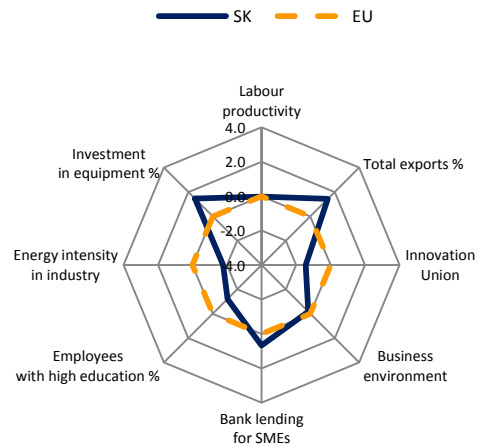 SK
EU
Labour
productivity
4.0
Investment
in equipment %
2.0
Total exports %
0.0
-2.0
Energy intensity
in industry
-4.0
Innovation
Union
Employees
with high education %
Business
environment
Bank lending
for SMEs